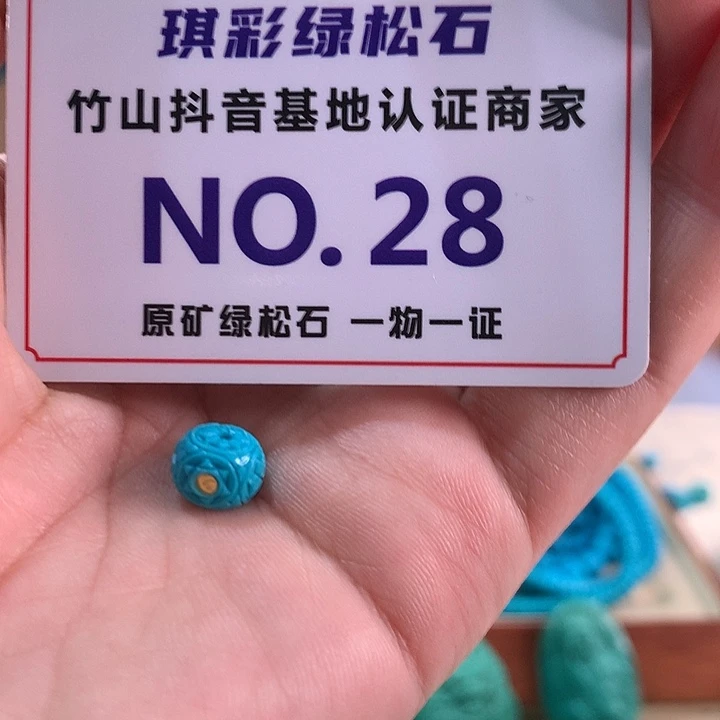 琪彩绿松石
竹山抖音基地认证商家
NO.28
原矿绿松石 一物一证